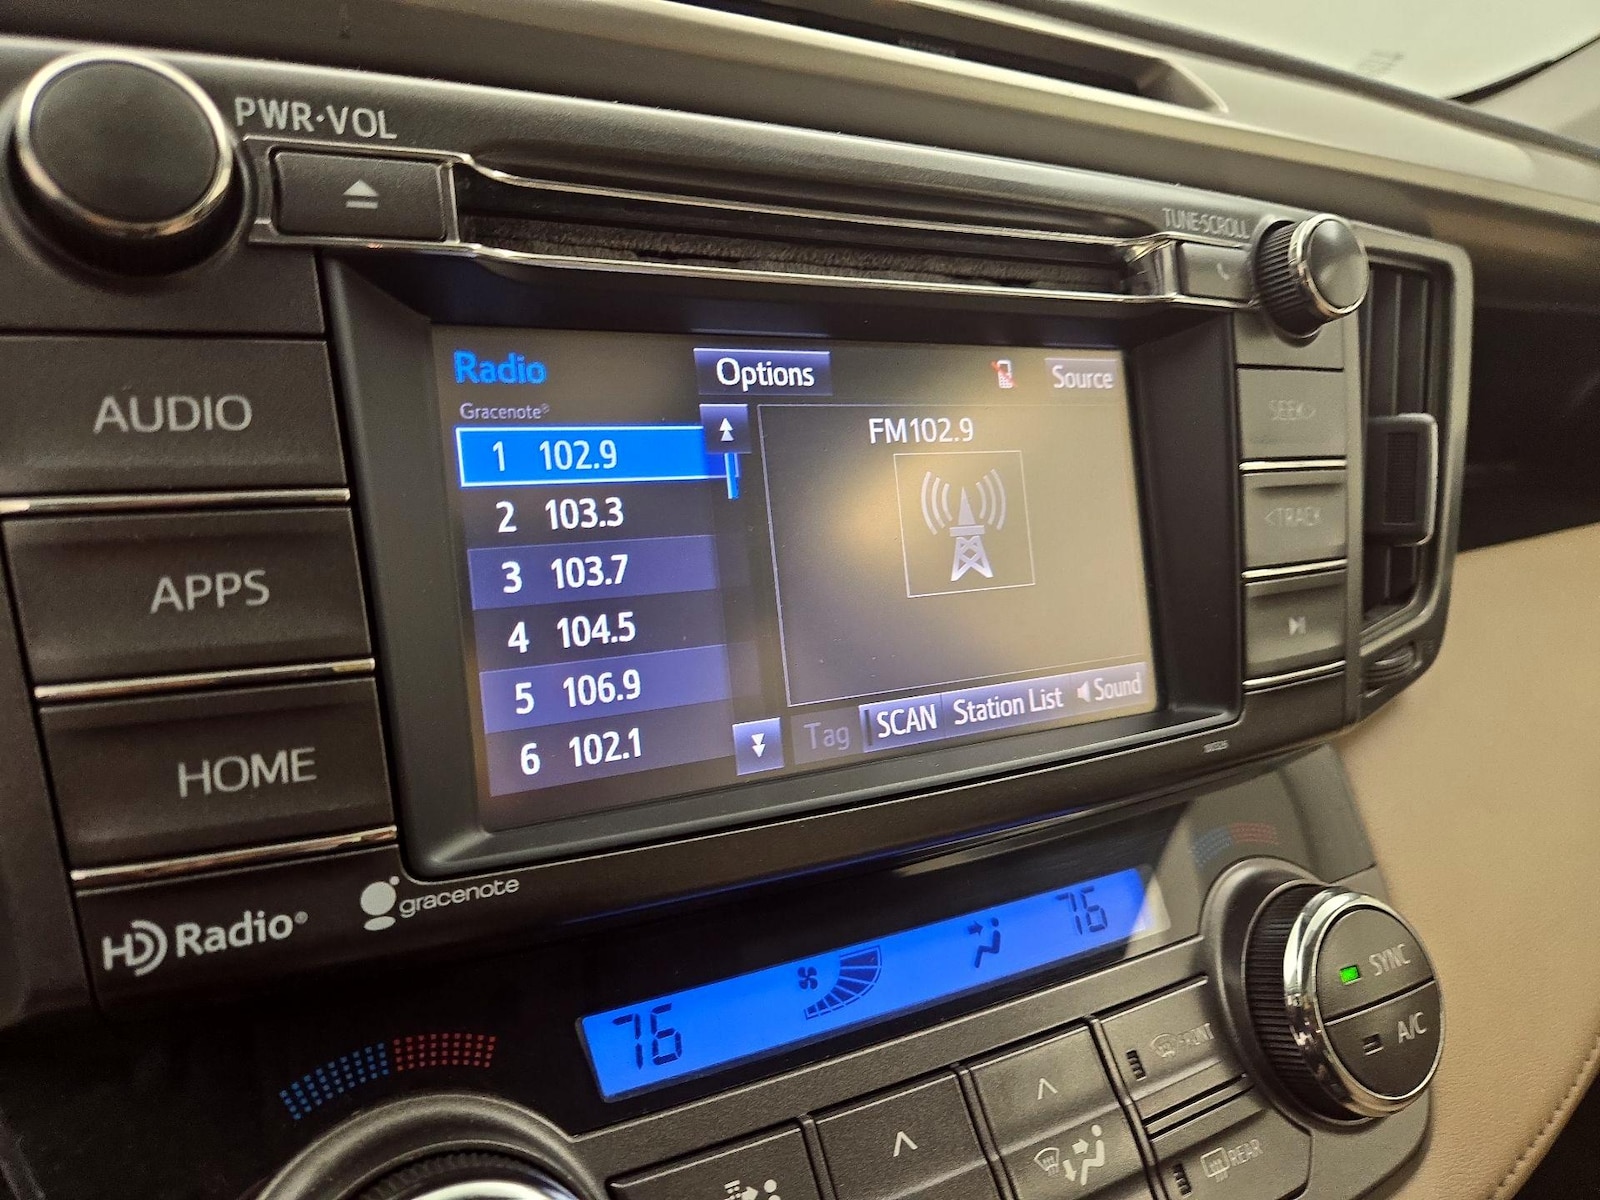 PWR·VOL
TUNE·SCROLL
AUDIO
APPS
HOME
Radio
Options
Source
Gracenote®
1 102.9
2 103.3
3 103.7
4 104.5
5 106.9
6 102.1
FM102.9
Tag
SCAN
Station List
Sound
SEEK>
<TRACK
HD Radio®
gracenote
76
76
SYNC
A/C
FRONT
REAR